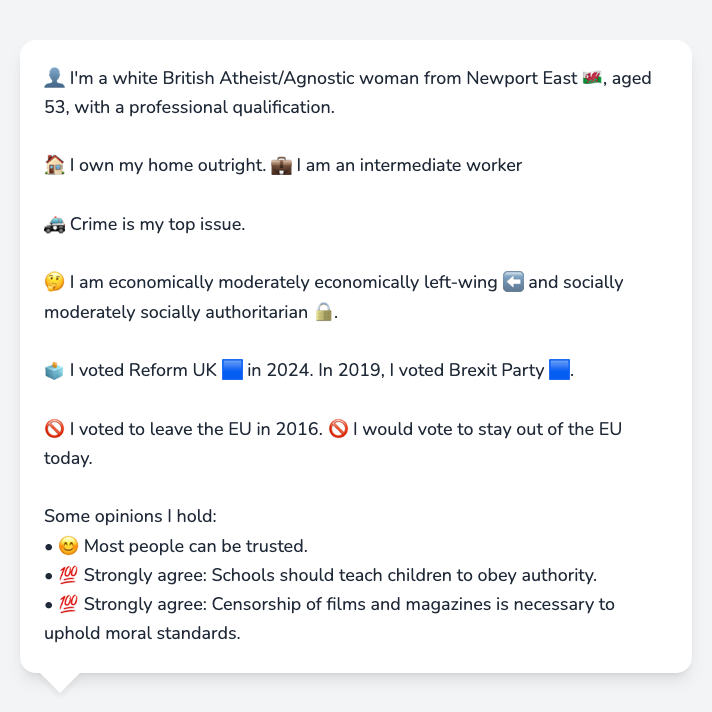 👤 I'm a white British Atheist/Agnostic woman from Newport East 🏴󠁧󠁢󠁷󠁬󠁳󠁿, aged
53, with a professional qualification.
🏠 I own my home outright. 💼 I am an intermediate worker
🚓 Crime is my top issue.
🤔 I am economically moderately economically left-wing ⬅️ and socially
moderately socially authoritarian 🔒.
🗳️ I voted Reform UK 🟦 in 2024. In 2019, I voted Brexit Party 🟦.
🚫 I voted to leave the EU in 2016. 🚫 I would vote to stay out of the EU
today.
Some opinions I hold:
• 😊 Most people can be trusted.
• 💯 Strongly agree: Schools should teach children to obey authority.
• 💯 Strongly agree: Censorship of films and magazines is necessary to
uphold moral standards.